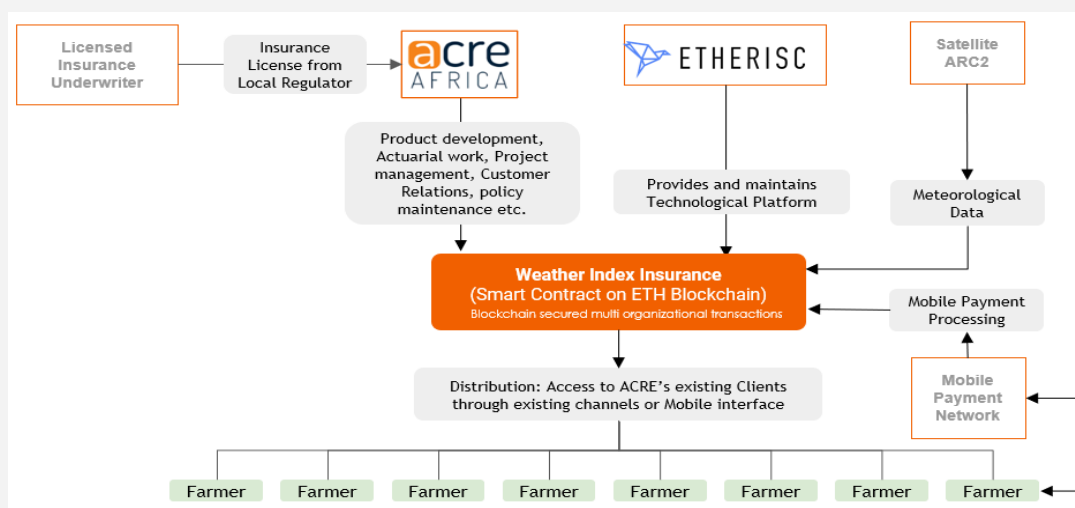 Licensed
Insurance
Underwriter
Insurance
License from
Local Regulator
acre
AFRICA
ETHERISC
Satellite
ARC2
Product development,
Actuarial work, Project
management, Customer
Relations, policy
maintenance etc.
Provides and maintains
Technological Platform
Meteorological
Data
Weather Index Insurance
(Smart Contract on ETH Blockchain)
Blockchain secured multi organizational transactions
Mobile Payment
Processing
Distribution: Access to ACRE's existing Clients
through existing channels or Mobile interface
Mobile
Payment
Network
Farmer
Farmer
Farmer
Farmer
Farmer
Farmer
Farmer
Farmer